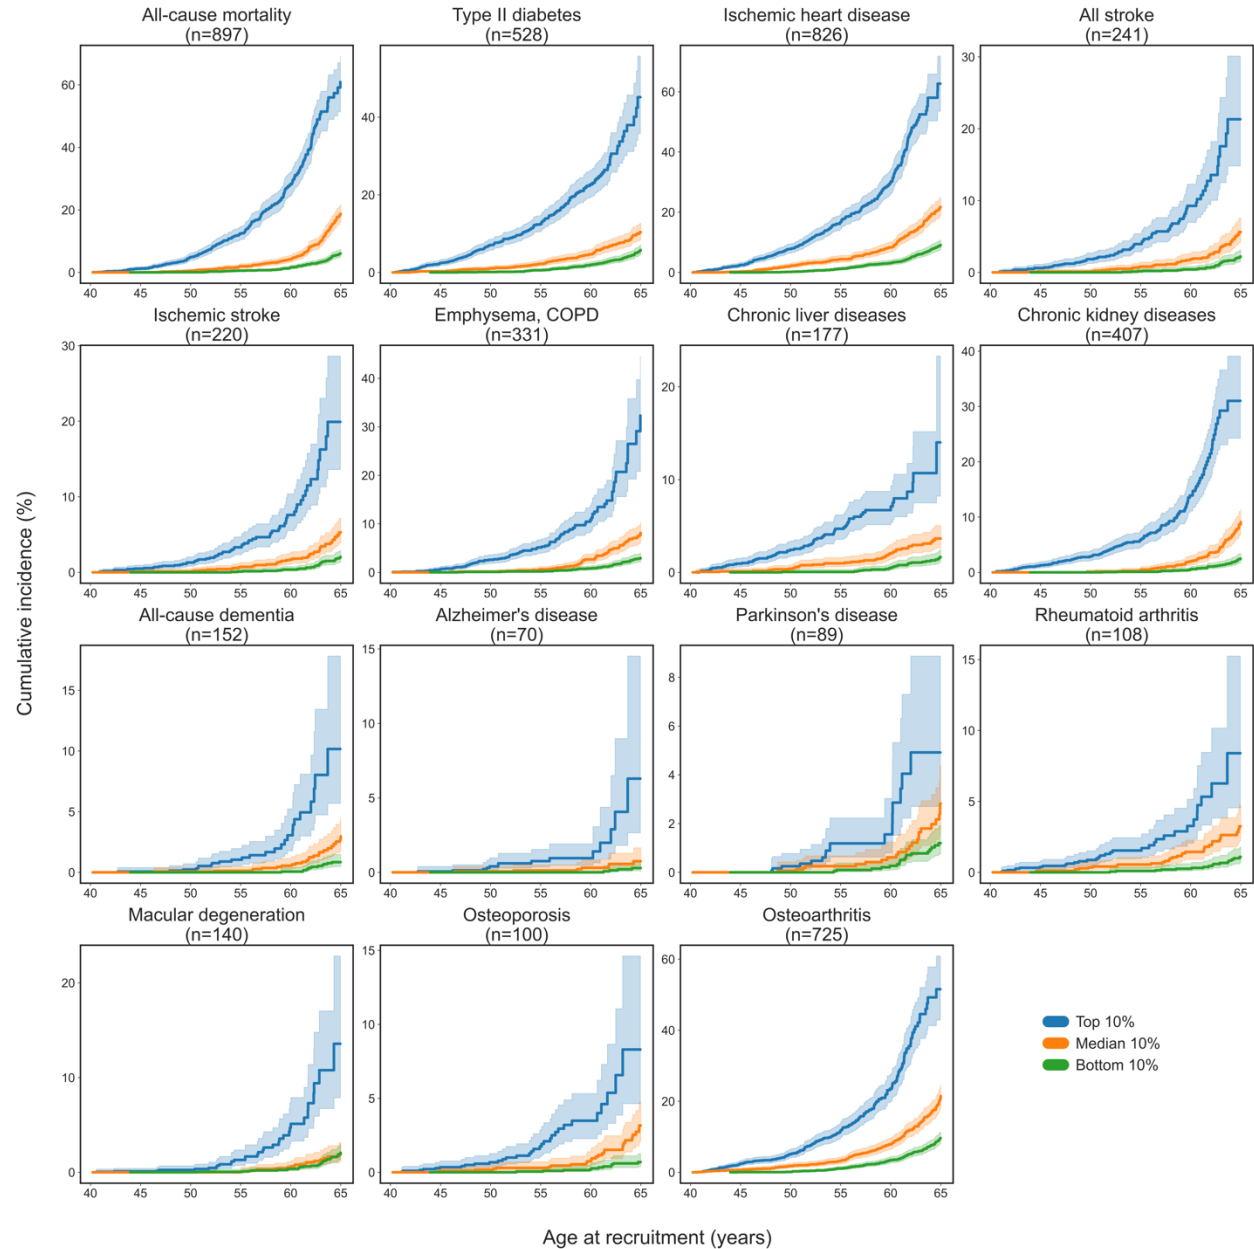 All-cause mortality
(n=897)
Type II diabetes
(n=528)
Ischemic heart disease
(n=826)
All stroke
(n=241)
60
40
20
0
40 45 50 55 60 65
40
20
0
40 45 50 55 60 65
60
40
20
0
40 45 50 55 60 65
30
20
10
0
40 45 50 55 60 65
Ischemic stroke
(n=220)
Emphysema, COPD
(n=331)
Chronic liver diseases
(n=177)
Chronic kidney diseases
(n=407)
30
20
10
0
40 45 50 55 60 65
40
30
20
10
0
40 45 50 55 60 65
20
10
0
40 45 50 55 60 65
40
30
20
10
0
40 45 50 55 60 65
Cumulative incidence (%)
All-cause dementia
(n=152)
Alzheimer's disease
(n=70)
Parkinson's disease
(n=89)
Rheumatoid arthritis
(n=108)
15
10
5
0
40 45 50 55 60 65
15
10
5
0
40 45 50 55 60 65
8
6
4
2
0
40 45 50 55 60 65
15
10
5
0
40 45 50 55 60 65
Macular degeneration
(n=140)
Osteoporosis
(n=100)
Osteoarthritis
(n=725)
20
10
0
40 45 50 55 60 65
15
10
5
0
40 45 50 55 60 65
60
40
20
0
40 45 50 55 60 65
Top 10%
Median 10%
Bottom 10%
Age at recruitment (years)